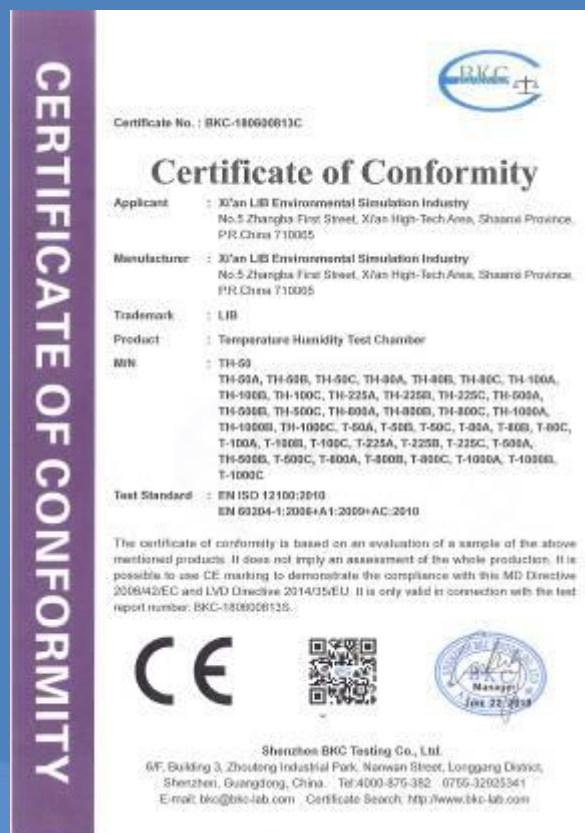 CERTIFICATE OF CONFORMITY
BKC
Certificate No. : BKC-180600813C
Certificate of Conformity
Applicant : Xi'an LIB Environmental Simulation Industry
No.5 Zhangba First Street, Xi'an High-Tech Area, Shaanxi Province,
P.R.China 710065
Manufacturer : Xi'an LIB Environmental Simulation Industry
No.5 Zhangba First Street, Xi'an High-Tech Area, Shaanxi Province,
P.R.China 710065
Trademark : LIB
Product : Temperature Humidity Test Chamber
M/N : TH-50
TH-50A, TH-50B, TH-50C, TH-80A, TH-80B, TH-80C, TH-100A,
TH-100B, TH-100C, TH-225A, TH-225B, TH-225C, TH-500A,
TH-500B, TH-500C, TH-800A, TH-800B, TH-800C, TH-1000A,
TH-1000B, TH-1000C, T-50A, T-50B, T-50C, T-80A, T-80B, T-80C,
T-100A, T-100B, T-100C, T-225A, T-225B, T-225C, T-500A,
TH-500B, T-500C, T-800A, T-800B, T-800C, T-1000A, T-1000B,
T-1000C
Test Standard : EN ISO 12100:2010
EN 60204-1:2006+A1:2009+AC:2010
The certificate of conformity is based on an evaluation of a sample of the above
mentioned products. It does not imply an assessment of the whole production. It is
possible to use CE marking to demonstrate the compliance with this MD Directive
2006/42/EC and LVD Directive 2014/35/EU. It is only valid in connection with the test
report number: BKC-180600813S.
CE
BKC
Manager
June 22, 2018
Shenzhen BKC Testing Co., Ltd.
6/F, Building 3, Zhouteng Industrial Park, Nanwan Street, Longgang District,
Shenzhen, Guangdong, China. Tel:4000-875-382 0755-32925341
E-mail: bkc@bkc-lab.com Certificate Search: http://www.bkc-lab.com